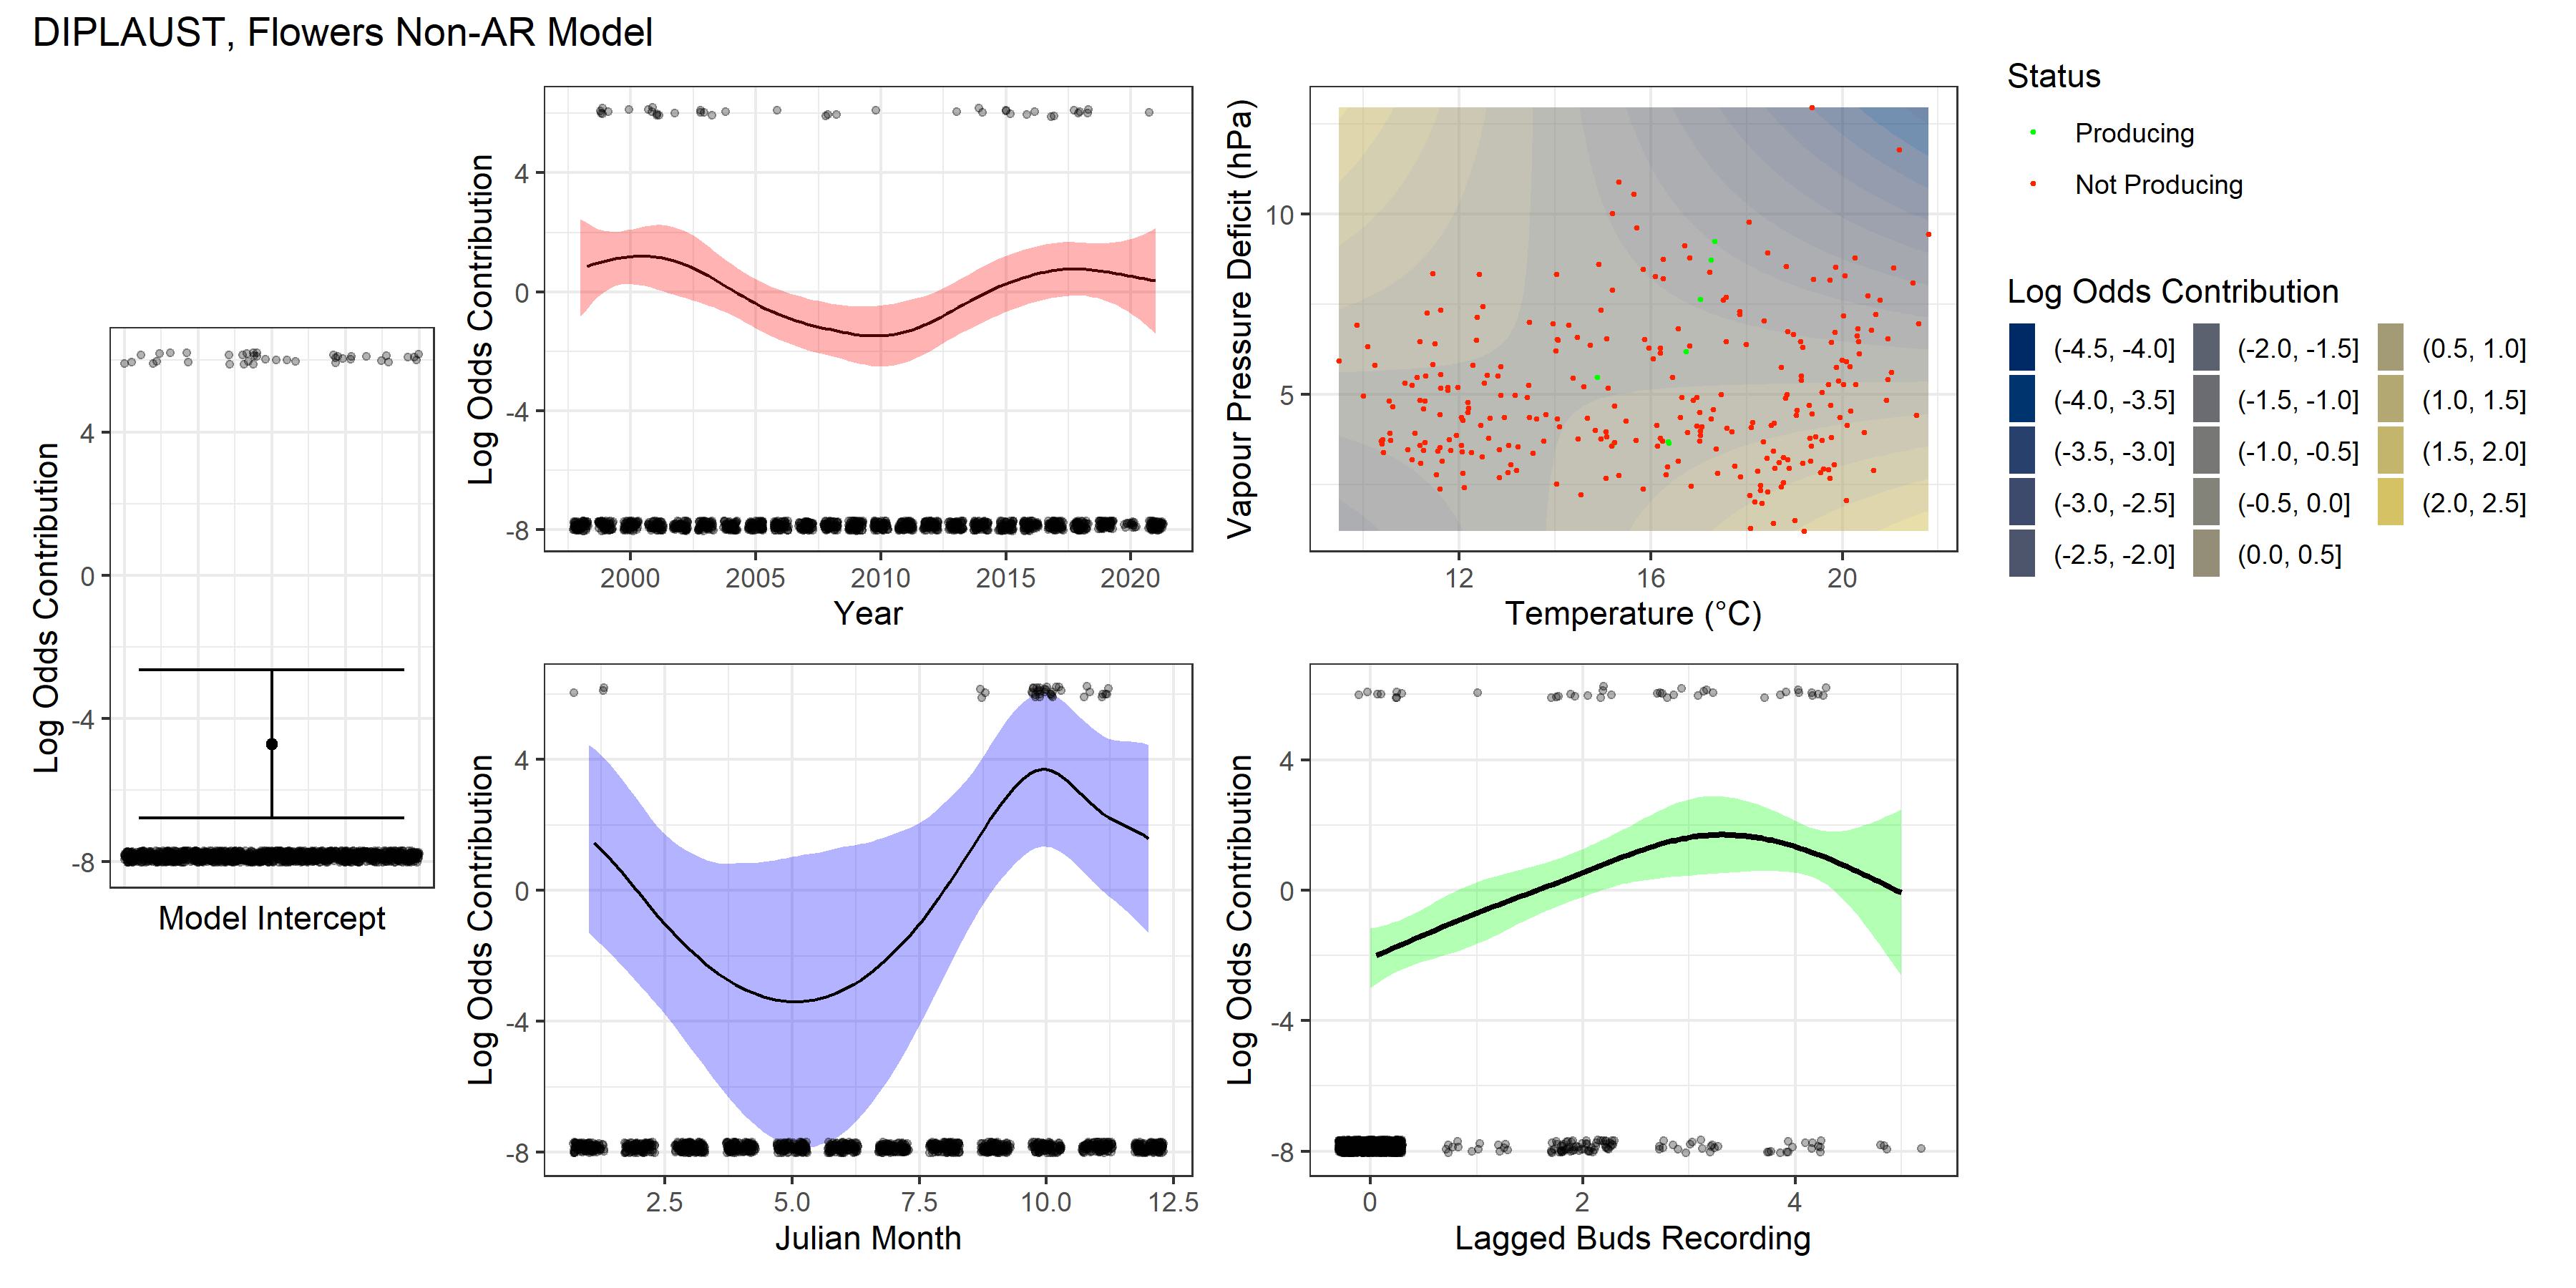 DIPLAUST, Flowers Non-AR Model
Log Odds Contribution
4
0
-4
-8
Model Intercept
Log Odds Contribution
4
0
-4
-8
2000 2005 2010 2015 2020
Year
Vapour Pressure Deficit (hPa)
10
5
12 16 20
Temperature (°C)
Status
Producing
Not Producing
Log Odds Contribution
(-4.5, -4.0] (-2.0, -1.5] (0.5, 1.0]
(-4.0, -3.5] (-1.5, -1.0] (1.0, 1.5]
(-3.5, -3.0] (-1.0, -0.5] (1.5, 2.0]
(-3.0, -2.5] (-0.5, 0.0] (2.0, 2.5]
(-2.5, -2.0] (0.0, 0.5]
Log Odds Contribution
4
0
-4
-8
2.5 5.0 7.5 10.0 12.5
Julian Month
Log Odds Contribution
4
0
-4
-8
0 2 4
Lagged Buds Recording